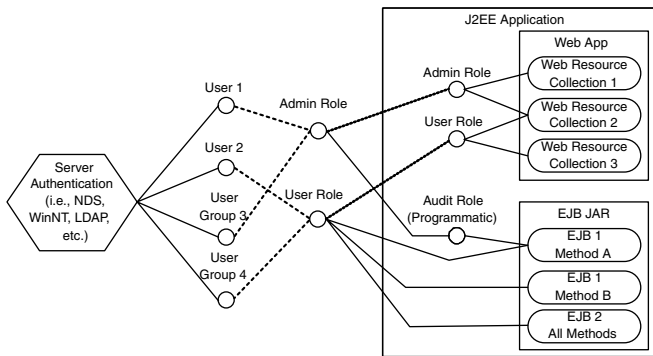 J2EE Application
Web App
Web Resource
Collection 1
Web Resource
Collection 2
Web Resource
Collection 3
Admin Role
User Role
User 1
Admin Role
User 2
User
Group 3
User Role
User
Group 4
Server
Authentication
(i.e., NDS,
WinNT, LDAP,
etc.)
Audit Role
(Programmatic)
EJB JAR
EJB 1
Method A
EJB 1
Method B
EJB 2
All Methods